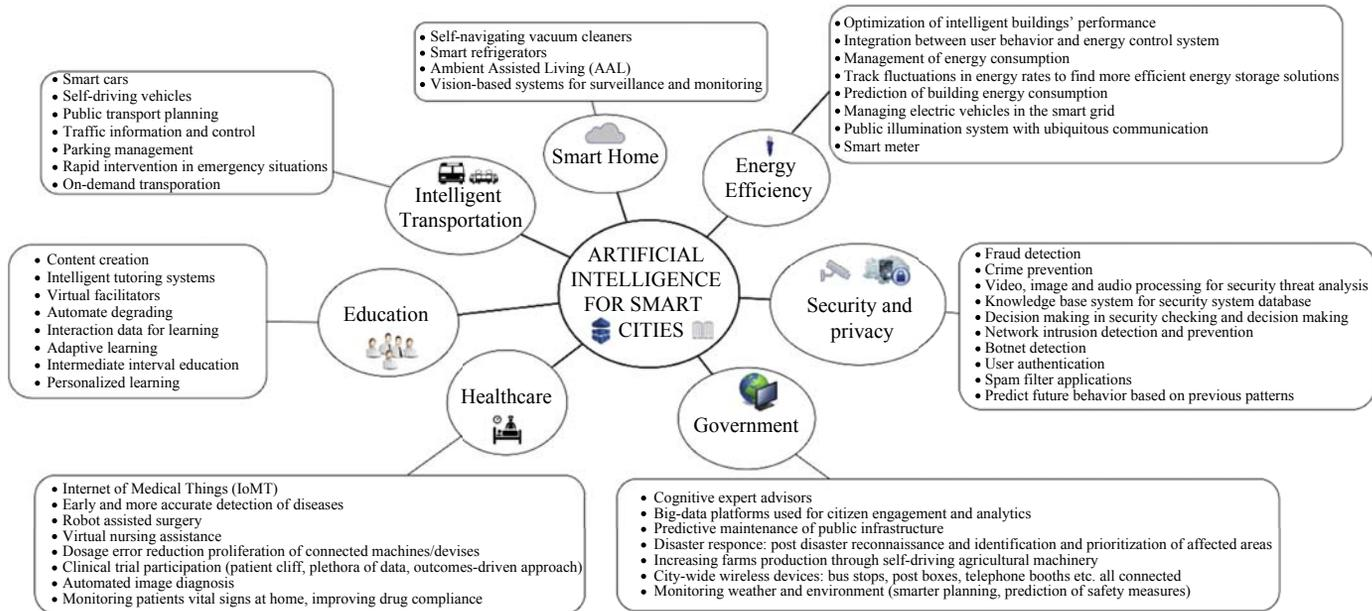 • Self-navigating vacuum cleaners
• Smart refrigerators
• Ambient Assisted Living (AAL)
• Vision-based systems for surveillance and monitoring
• Optimization of intelligent buildings’ performance
• Integration between user behavior and energy control system
• Management of energy consumption
• Track fluctuations in energy rates to find more efficient energy storage solutions
• Prediction of building energy consumption
• Managing electric vehicles in the smart grid
• Public illumination system with ubiquitous communication
• Smart meter
• Smart cars
• Self-driving vehicles
• Public transport planning
• Traffic information and control
• Parking management
• Rapid intervention in emergency situations
• On-demand transporation
Smart Home
Energy
Efficiency
Intelligent
Transportation
ARTIFICIAL
INTELLIGENCE
FOR SMART
CITIES
• Content creation
• Intelligent tutoring systems
• Virtual facilitators
• Automate degrading
• Interaction data for learning
• Adaptive learning
• Intermediate interval education
• Personalized learning
Education
Security and
privacy
• Fraud detection
• Crime prevention
• Video, image and audio processing for security threat analysis
• Knowledge base system for security system database
• Decision making in security checking and decision making
• Network intrusion detection and prevention
• Botnet detection
• User authentication
• Spam filter applications
• Predict future behavior based on previous patterns
Healthcare
Government
• Internet of Medical Things (IoMT)
• Early and more accurate detection of diseases
• Robot assisted surgery
• Virtual nursing assistance
• Dosage error reduction proliferation of connected machines/devises
• Clinical trial participation (patient cliff, plethora of data, outcomes-driven approach)
• Automated image diagnosis
• Monitoring patients vital signs at home, improving drug compliance
• Cognitive expert advisors
• Big-data platforms used for citizen engagement and analytics
• Predictive maintenance of public infrastructure
• Disaster responce: post disaster reconnaissance and identification and prioritization of affected areas
• Increasing farms production through self-driving agricultural machinery
• City-wide wireless devices: bus stops, post boxes, telephone booths etc. all connected
• Monitoring weather and environment (smarter planning, prediction of safety measures)